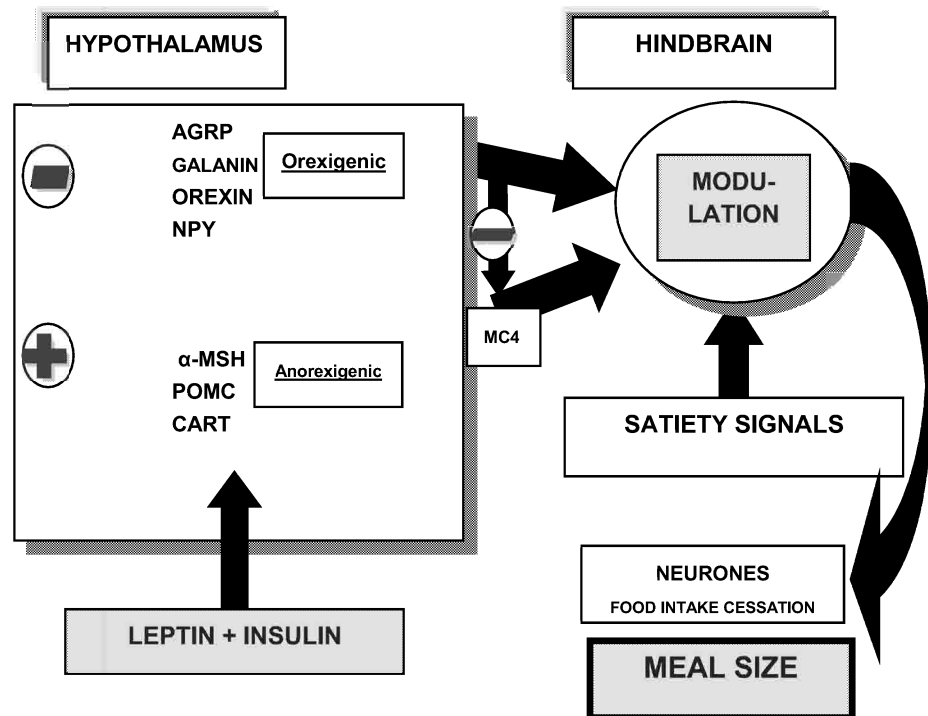 HYPOTHALAMUS
HINDBRAIN
AGRP
GALANIN
OREXIN
NPY
Orexigenic
MODU-
LATION
MC4
α-MSH
POMC
CART
Anorexigenic
SATIETY SIGNALS
NEURONES
FOOD INTAKE CESSATION
LEPTIN + INSULIN
MEAL SIZE